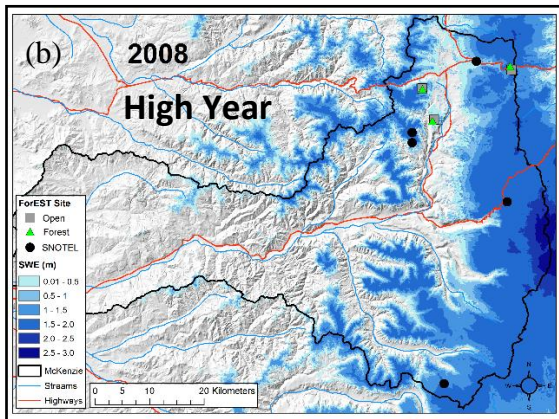 (b)
2008
High Year
ForEST Site
Open
Forest
SNOTEL
SWE (m)
0.01 - 0.5
0.5 - 1
1 - 1.5
1.5 - 2.0
2.0 - 2.5
2.5 - 3.0
McKenzie
Streams
Highways
0 5 10 20 Kilometers
N
W E
S